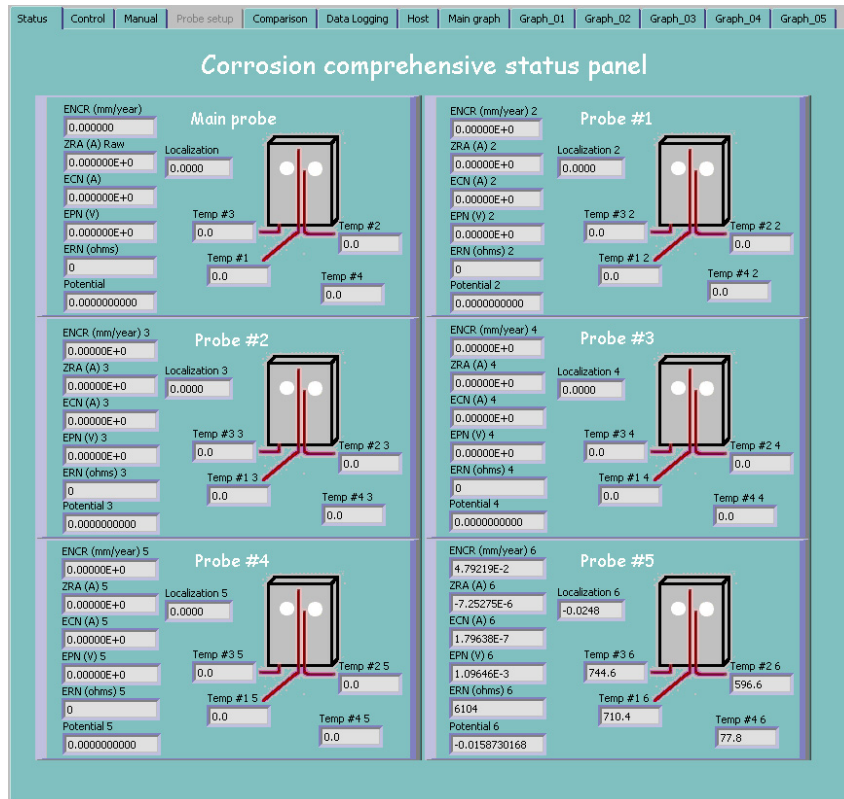 Status Control Manual Probe setup Comparison Data Logging Host Main graph Graph_01 Graph_02 Graph_03 Graph_04 Graph_05
Corrosion comprehensive status panel
Main probe
ENCR (mm/year)
0.000000
ZRA (A) Raw
0.000000E+0
ECN (A)
0.000000E+0
EPN (V)
0.000000E+0
ERN (ohms)
0
Potential
0.0000000000
Localization
0.0000
Temp #3
0.0
Temp #2
0.0
Temp #1
0.0
Temp #4
0.0
Probe #1
ENCR (mm/year) 2
0.00000E+0
ZRA (A) 2
0.00000E+0
ECN (A) 2
0.00000E+0
EPN (V) 2
0.00000E+0
ERN (ohms) 2
0
Potential 2
0.0000000000
Localization 2
0.0000
Temp #3 2
0.0
Temp #2 2
0.0
Temp #1 2
0.0
Temp #4 2
0.0
Probe #2
ENCR (mm/year) 3
0.00000E+0
ZRA (A) 3
0.00000E+0
ECN (A) 3
0.00000E+0
EPN (V) 3
0.00000E+0
ERN (ohms) 3
0
Potential 3
0.0000000000
Localization 3
0.0000
Temp #3 3
0.0
Temp #2 3
0.0
Temp #1 3
0.0
Temp #4 3
0.0
Probe #3
ENCR (mm/year) 4
0.00000E+0
ZRA (A) 4
0.00000E+0
ECN (A) 4
0.00000E+0
EPN (V) 4
0.00000E+0
ERN (ohms) 4
0
Potential 4
0.0000000000
Localization 4
0.0000
Temp #3 4
0.0
Temp #2 4
0.0
Temp #1 4
0.0
Temp #4 4
0.0
Probe #4
ENCR (mm/year) 5
0.00000E+0
ZRA (A) 5
0.00000E+0
ECN (A) 5
0.00000E+0
EPN (V) 5
0.00000E+0
ERN (ohms) 5
0
Potential 5
0.0000000000
Localization 5
0.0000
Temp #3 5
0.0
Temp #2 5
0.0
Temp #1 5
0.0
Temp #4 5
0.0
Probe #5
ENCR (mm/year) 6
4.79219E-2
ZRA (A) 6
-7.25275E-6
ECN (A) 6
1.79638E-7
EPN (V) 6
1.09646E-3
ERN (ohms) 6
6104
Potential 6
-0.0158730168
Localization 6
-0.0248
Temp #3 6
744.6
Temp #2 6
596.6
Temp #1 6
710.4
Temp #4 6
77.8